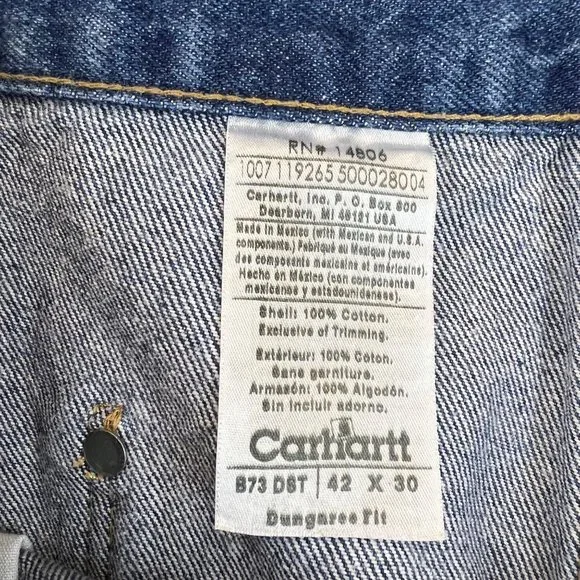 RN# 14806
1007119265500028004
Carhartt, Inc. P. O. Box 600
Dearborn, MI 48121 USA
Made in Mexico (with Mexican and U.S.A.
components.) Fabriqué au Mexique (avec
des composants mexicains et américains).
Hecho en México (con componentes
mexicanos y estadounidenses).
Shell: 100% Cotton.
Exclusive of Trimming.
Extérieur: 100% Coton.
Sans garniture.
Armazón: 100% Algodón.
Sin incluir adorno.
Carhartt
B73 DST | 42 X 30
Dungaree Fit